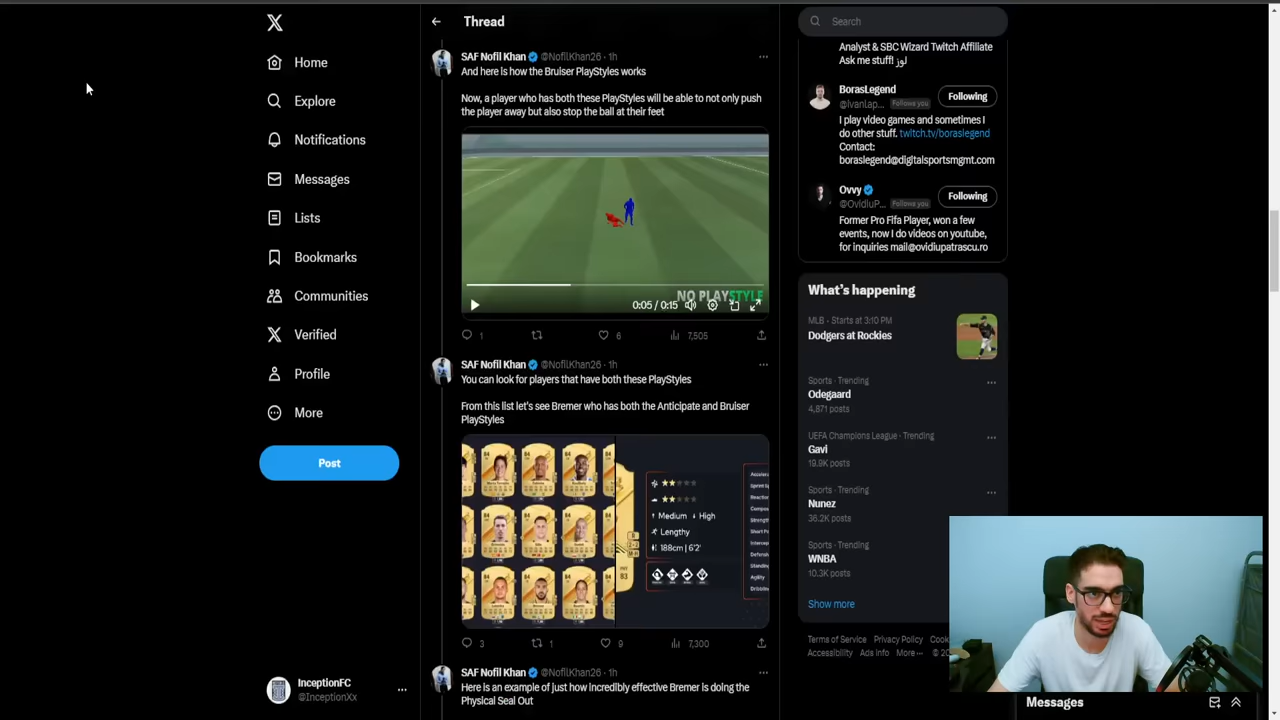 Thread
Search
Home
Explore
Notifications
Messages
Lists
Bookmarks
Communities
Verified
Profile
More
Post
InceptionFC
@InceptionXx
SAF Nofil Khan @NofilKhan26 · 1h
And here is how the Bruiser PlayStyles works
Now, a player who has both these PlayStyles will be able to not only push
the player away but also stop the ball at their feet
NO PLAYSTYLE
0:05 / 0:15
1
6
7,505
SAF Nofil Khan @NofilKhan26 · 1h
You can look for players that have both these PlayStyles
From this list let's see Bremer who has both the Anticipate and Bruiser
PlayStyles
Medium High
Lengthy
188cm | 6'2"
83
3
1
9
7,300
SAF Nofil Khan @NofilKhan26 · 1h
Here is an example of just how incredibly effective Bremer is doing the
Physical Seal Out
Analyst & SBC Wizard Twitch Affiliate
Ask me stuff! لوز
BorasLegend
@ivanlap... Follows you
Following
I play video games and sometimes I
do other stuff. twitch.tv/boraslegend
Contact:
boraslegend@digitalsportsmgmt.com
Ovvy
@OvidiuP... Follows you
Following
Former Pro Fifa Player, won a few
events, now I do videos on youtube,
for inquiries mail@ovidiupatrascu.ro
What's happening
MLB · Starts at 3:10 PM
Dodgers at Rockies
Sports · Trending
Odegaard
4,871 posts
UEFA Champions League · Trending
Gavi
19.9K posts
Sports · Trending
Nunez
36.2K posts
Sports · Trending
WNBA
10.3K posts
Show more
Terms of Service Privacy Policy Cook
Accessibility Ads info More ··· © 20
Messages